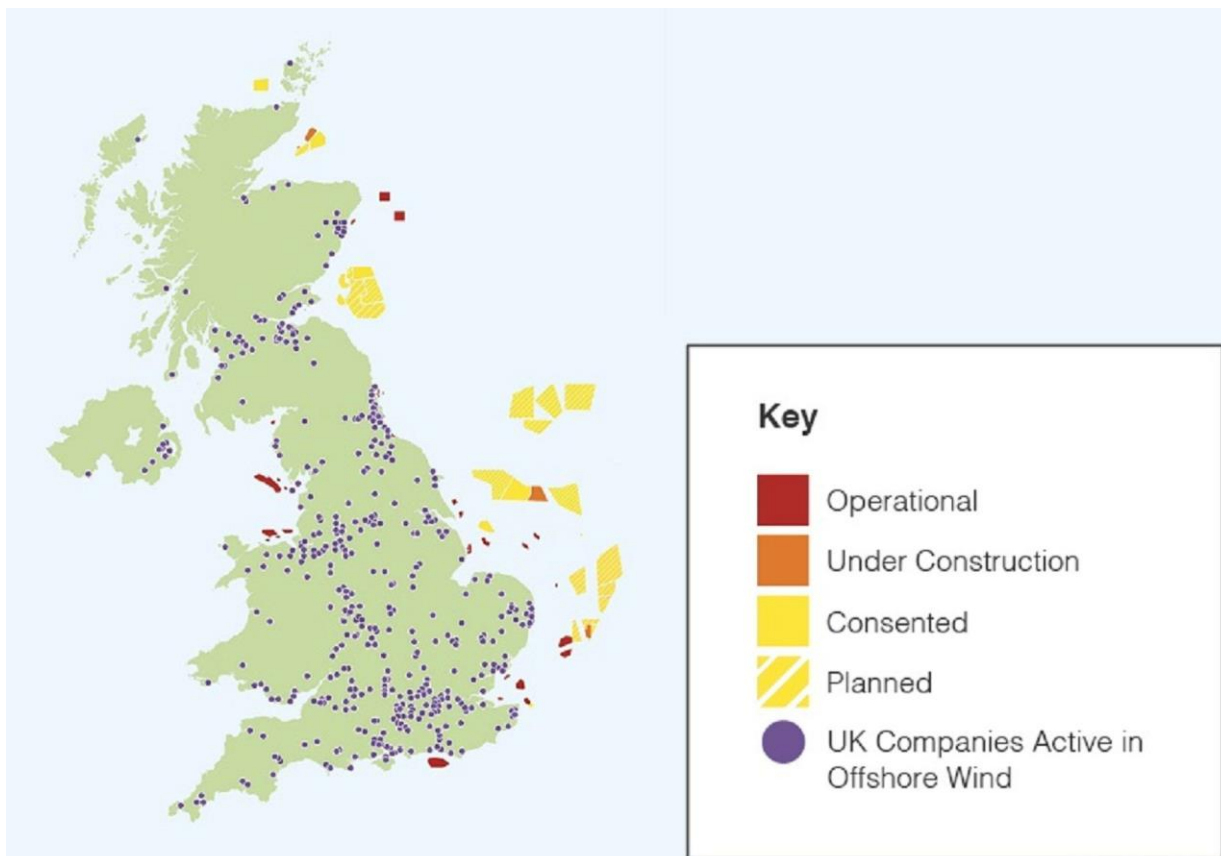 Key
Operational
Under Construction
Consented
Planned
UK Companies Active in
Offshore Wind